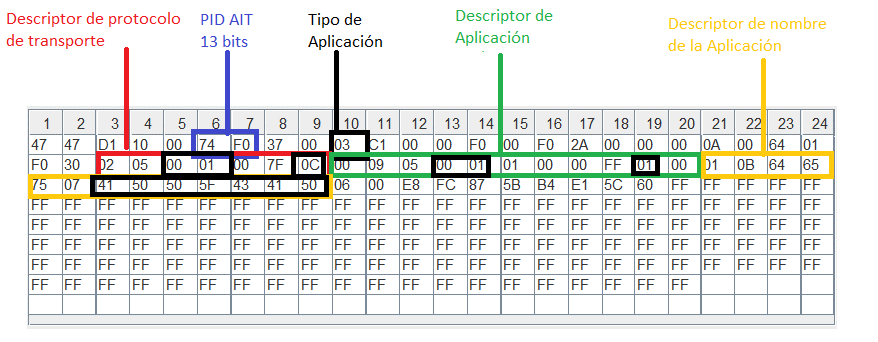 Descriptor de protocolo
de transporte
PID AIT
13 bits
Tipo de
Aplicación
Descriptor de
Aplicación
Descriptor de nombre
de la Aplicación
1 2 3 4 5 6 7 8 9 10 11 12 13 14 15 16 17 18 19 20 21 22 23 24
47 47 D1 10 00 74 F0 37 00 03 C1 00 00 F0 00 F0 2A 00 00 00 0A 00 64 01
F0 30 02 05 00 01 00 7F 0C 00 09 05 00 01 01 00 00 FF 01 00 01 0B 64 65
75 07 41 50 50 5F 43 41 50 06 00 E8 FC 87 5B B4 E1 5C 60 FF FF FF FF FF
FF FF FF FF FF FF FF FF FF FF FF FF FF FF FF FF FF FF FF FF FF FF FF FF
FF FF FF FF FF FF FF FF FF FF FF FF FF FF FF FF FF FF FF FF FF FF FF FF
FF FF FF FF FF FF FF FF FF FF FF FF FF FF FF FF FF FF FF FF FF FF FF FF
FF FF FF FF FF FF FF FF FF FF FF FF FF FF FF FF FF FF FF FF FF FF FF FF
FF FF FF FF FF FF FF FF FF FF FF FF FF FF FF FF FF FF FF FF